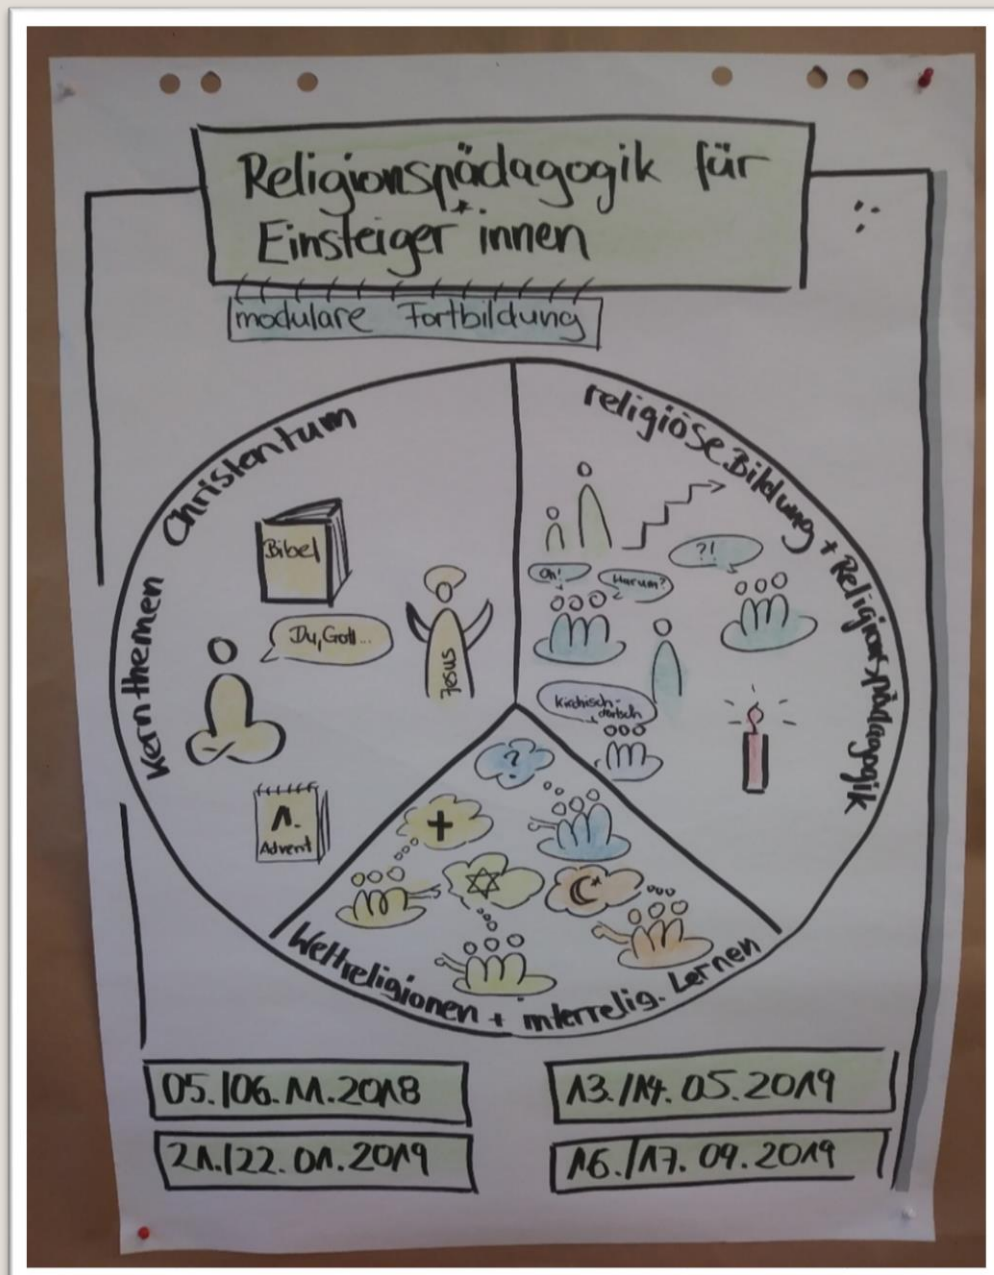 Religionspädagogik für
Einsteiger*innen
modulare Fortbildung
Kernthemen Christentum
Bibel
Du, Gott...
Jesus
1.
Advent
religiöse Bildung + Religionspädagogik
?!
Oh!
Warum?
Kirchisch-
deutsch
?
Weltreligionen + interrelig. Lernen
05./06.11.2018
13./14.05.2019
21./22.01.2019
16./17.09.2019